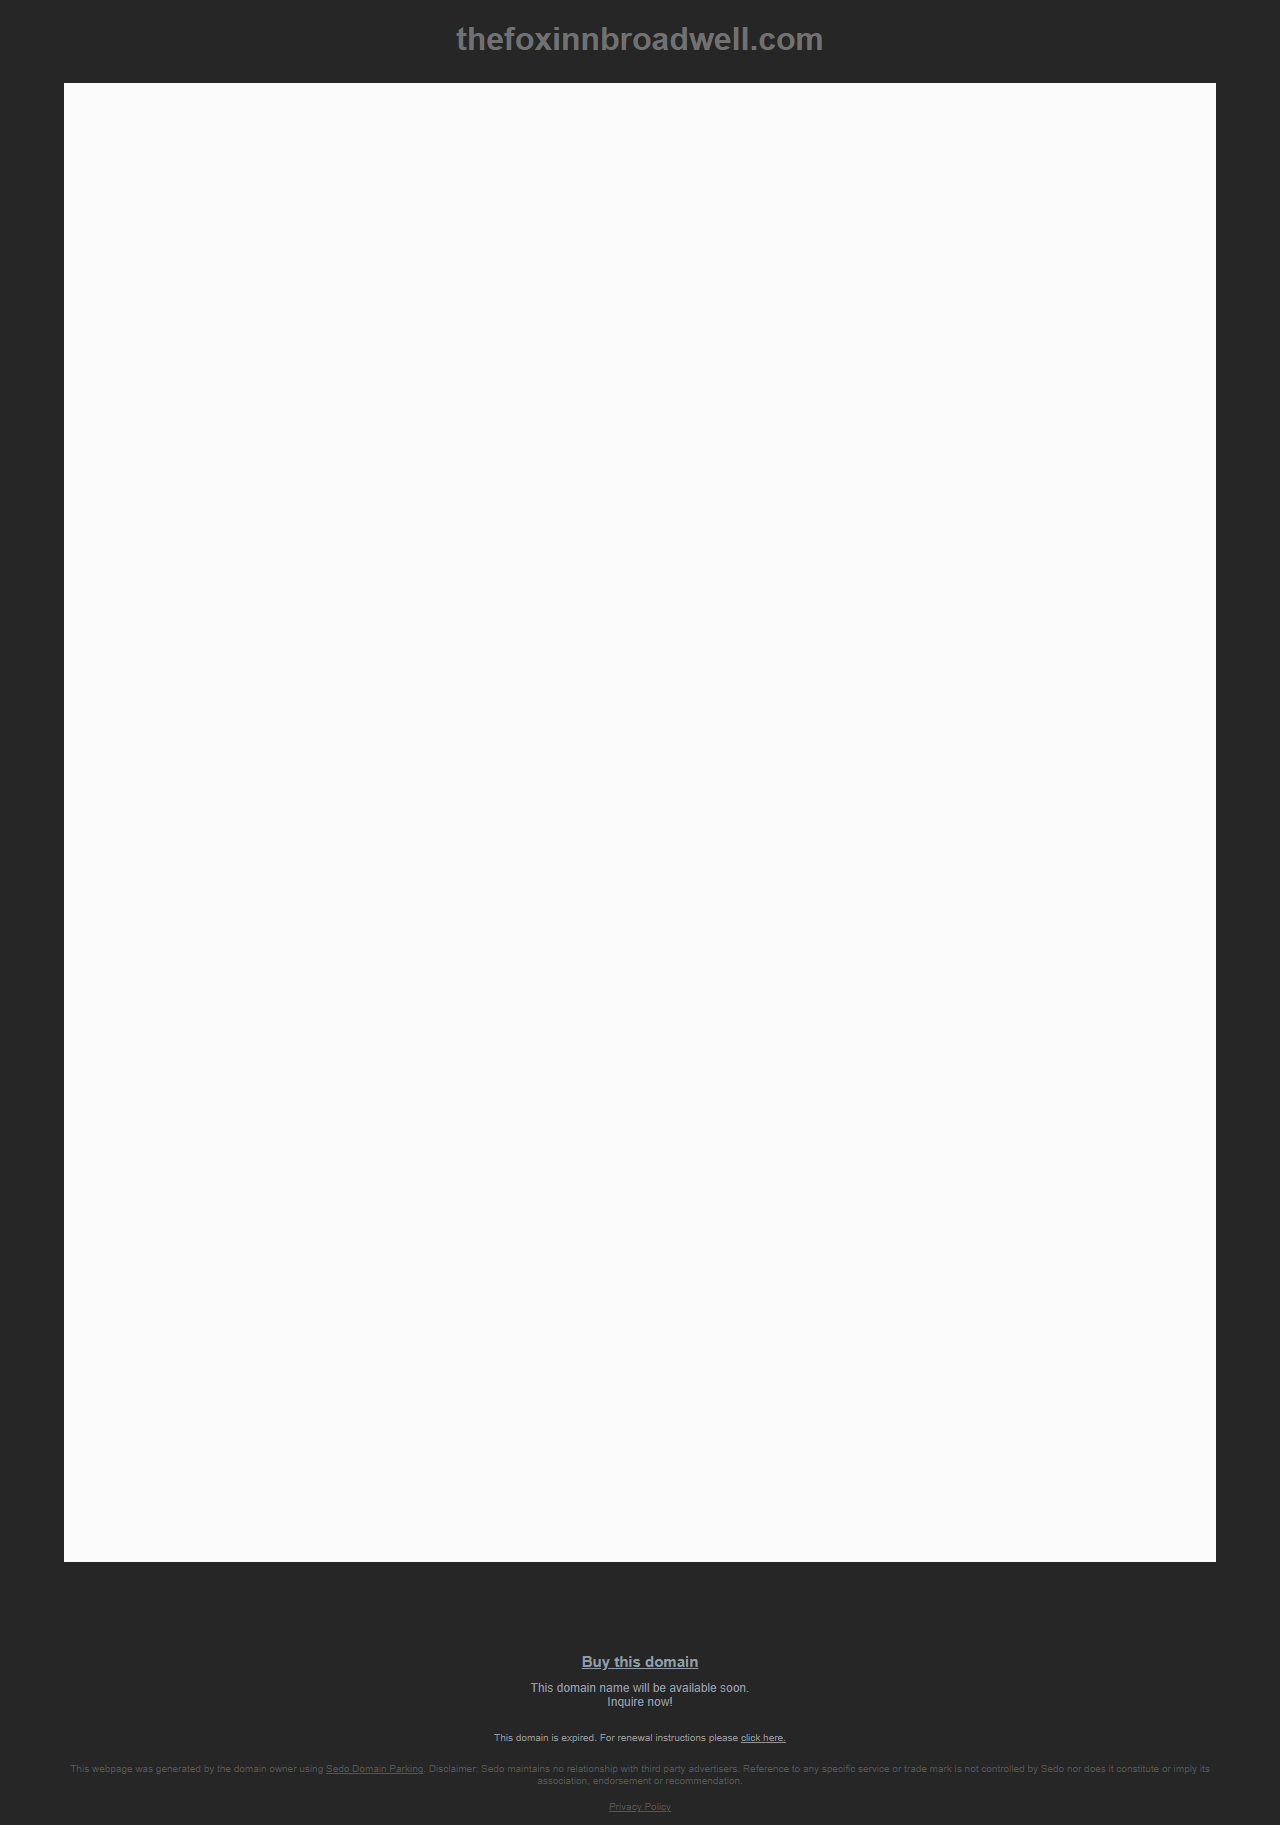 thefoxinnbroadwell.com
Buy this domain
This domain name will be available soon.
Inquire now!
This domain is expired. For renewal instructions please click here.
This webpage was generated by the domain owner using Sedo Domain Parking. Disclaimer: Sedo maintains no relationship with third party advertisers. Reference to any specific service or trade mark is not controlled by Sedo nor does it constitute or imply its
association, endorsement or recommendation.
Privacy Policy